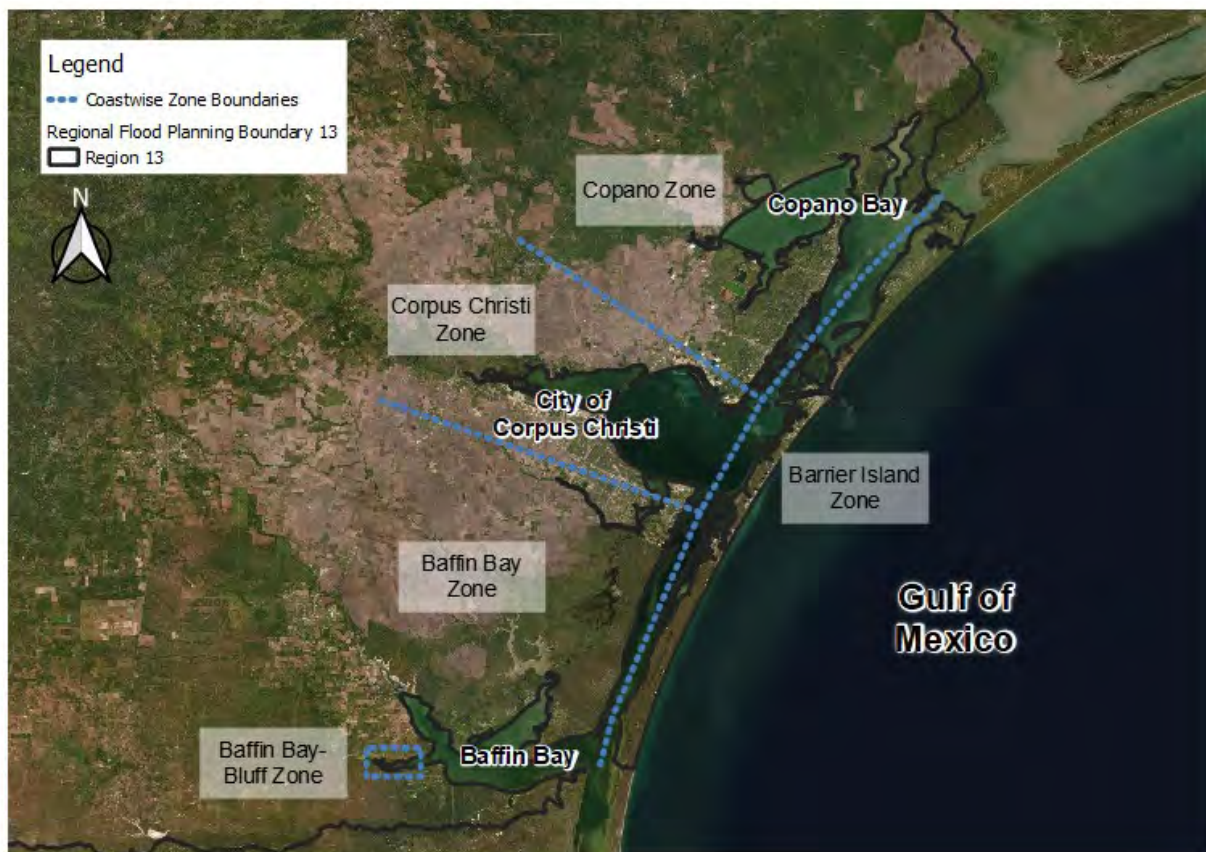 Legend
Coastwise Zone Boundaries
Regional Flood Planning Boundary 13
Region 13
N
Copano Zone
Copano Bay
Corpus Christi
Zone
City of
Corpus Christi
Barrier Island
Zone
Baffin Bay
Zone
Gulf of
Mexico
Baffin Bay-
Bluff Zone
Baffin Bay